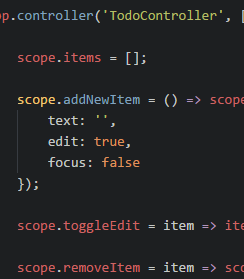 p.controller('TodoController', [
scope.items = [];
scope.addNewItem = () => scope
text: '',
edit: true,
focus: false
});
scope.toggleEdit = item => ite
scope.removeItem = item => sco